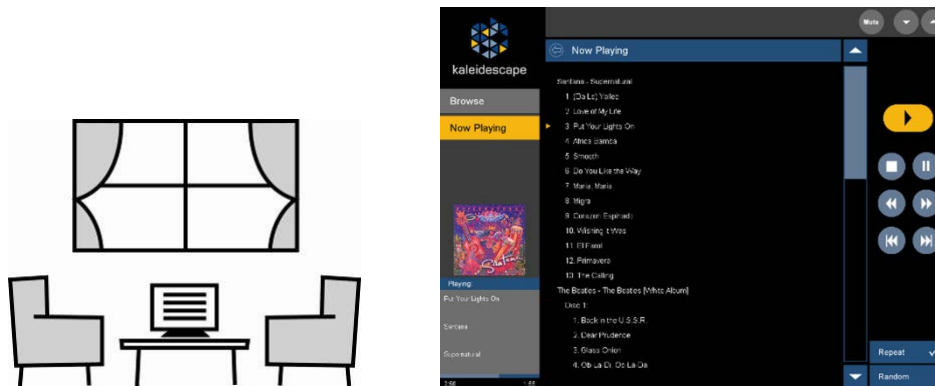 kaleidescape
Browse
Now Playing
Playing:
Put Your Lights On
Santana
Supernatural
Now Playing
Santana - Supernatural
1. (Da Le) Yaleo
2. Love of My Life
3. Put Your Lights On
4. Africa Bamba
5. Smooth
6. Do You Like the Way
7. Maria, Maria
8. Migra
9. Corazon Espinado
10. Wishing It Was
11. El Farol
12. Primavera
13. The Calling
The Beatles - The Beatles [White Album]
Disc 1:
1. Back in the U.S.S.R.
2. Dear Prudence
3. Glass Onion
4. Ob-La-Di, Ob-La-Da
Mute
Repeat
Random